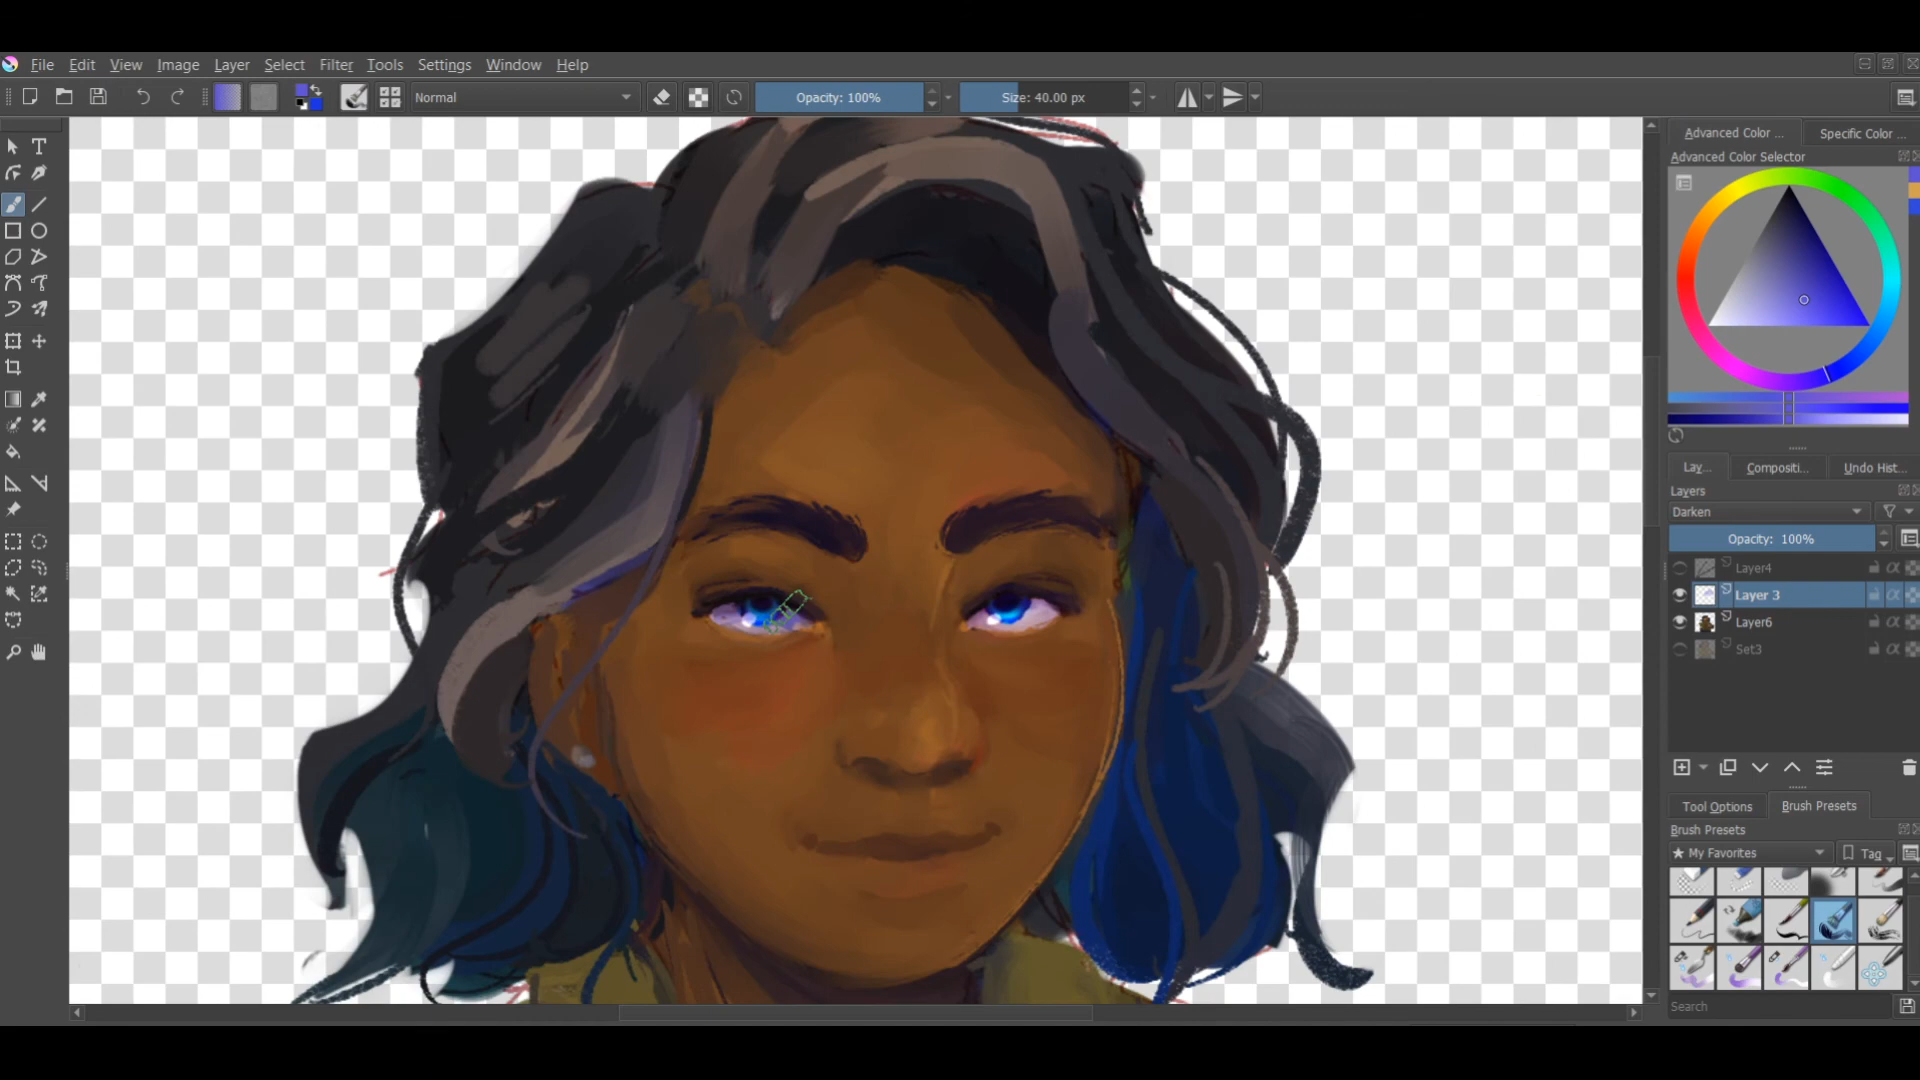 File Edit View Image Layer Select Filter Tools Settings Window Help
Normal Opacity: 100% Size: 40.00 px
Advanced Color ... Specific Color ...
Advanced Color Selector
Lay... Compositi... Undo Hist...
Layers
Darken
Opacity: 100%
Layer4
Layer 3
Layer6
Set3
Tool Options Brush Presets
Brush Presets
★ My Favorites Tag
Search